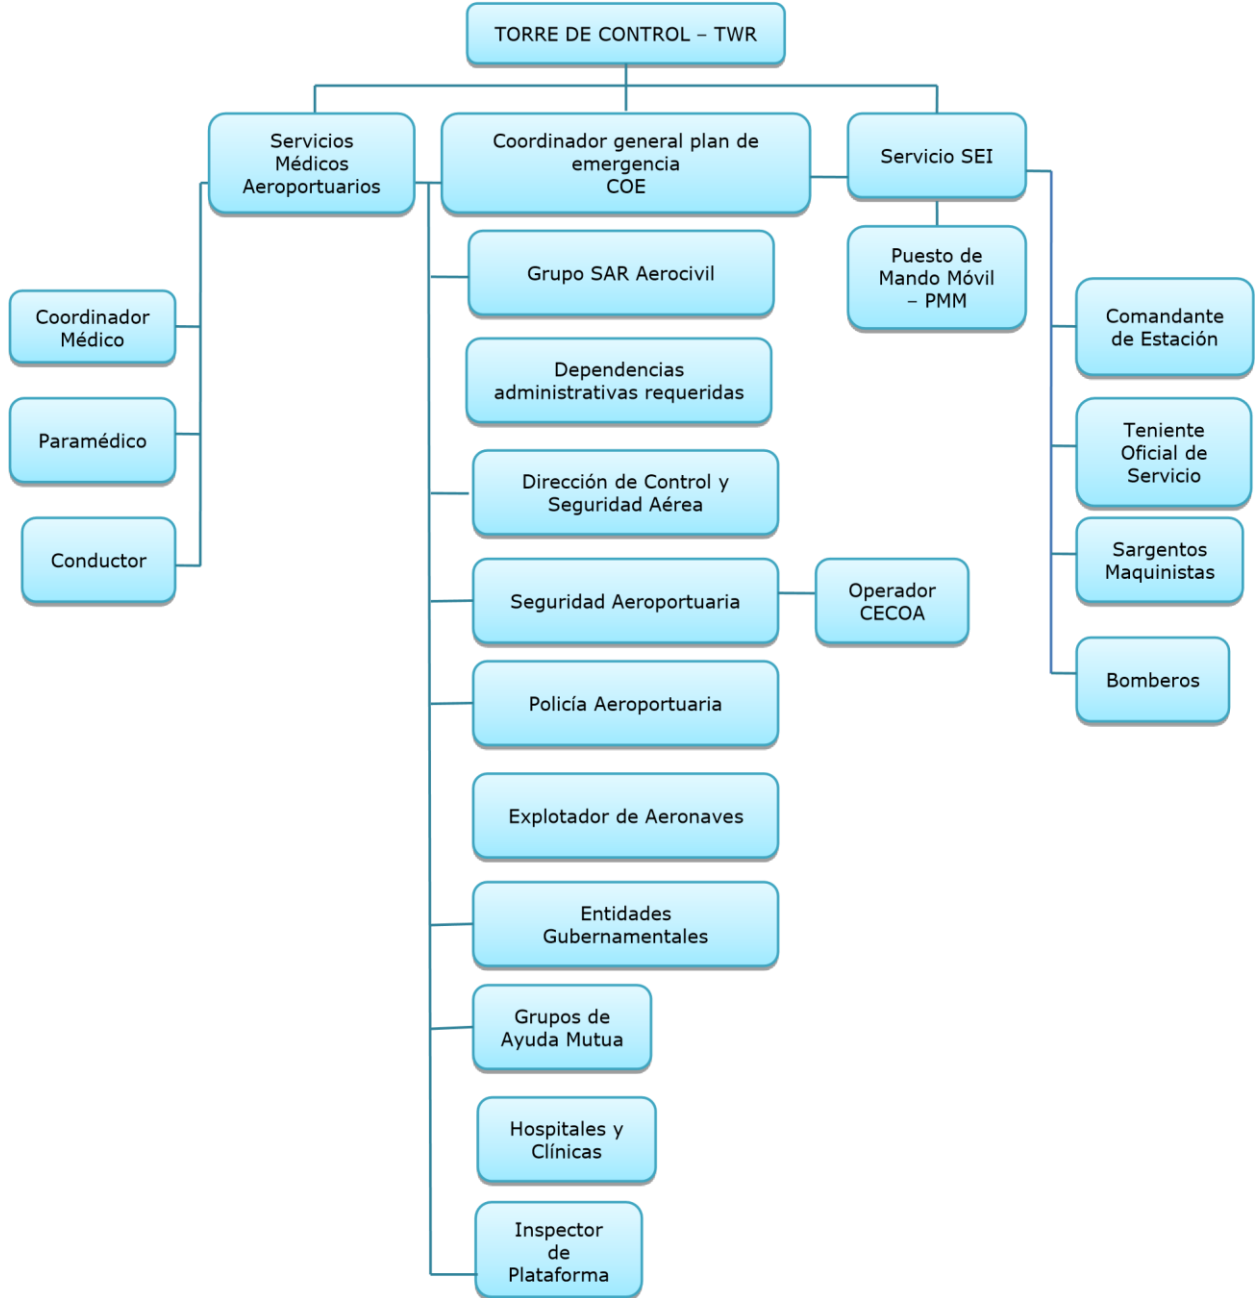 TORRE DE CONTROL – TWR
Servicios
Médicos
Aeroportuarios
Coordinador general plan de
emergencia
COE
Servicio SEI
Puesto de
Mando Móvil
– PMM
Grupo SAR Aerocivil
Dependencias
administrativas requeridas
Dirección de Control y
Seguridad Aérea
Seguridad Aeroportuaria
Operador
CECOA
Policía Aeroportuaria
Explotador de Aeronaves
Entidades
Gubernamentales
Grupos de
Ayuda Mutua
Hospitales y
Clínicas
Inspector
de
Plataforma
Coordinador
Médico
Paramédico
Conductor
Comandante
de Estación
Teniente
Oficial de
Servicio
Sargentos
Maquinistas
Bomberos